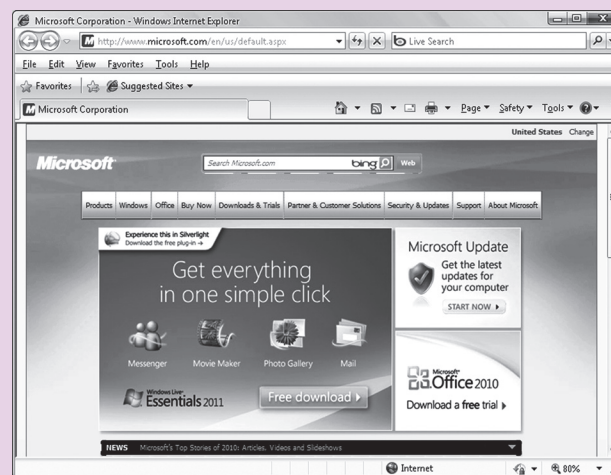 Microsoft Corporation - Windows Internet Explorer
http://www.microsoft.com/en/us/default.aspx
Live Search
File Edit View Favorites Tools Help
Favorites Suggested Sites
Microsoft Corporation
Page Safety Tools
United States Change
Microsoft
Search Microsoft.com bing Web
Products Windows Office Buy Now Downloads & Trials Partner & Customer Solutions Security & Updates Support About Microsoft
Experience this in Silverlight
Download the free plug-in →
Get everything
in one simple click
Messenger Movie Maker Photo Gallery Mail
Windows Live
Essentials 2011
Free download
Microsoft Update
Get the latest
updates for
your computer
START NOW
Microsoft
Office 2010
Download a free trial
NEWS Microsoft's Top Stories of 2010: Articles, Videos and Slideshows
Internet 80%